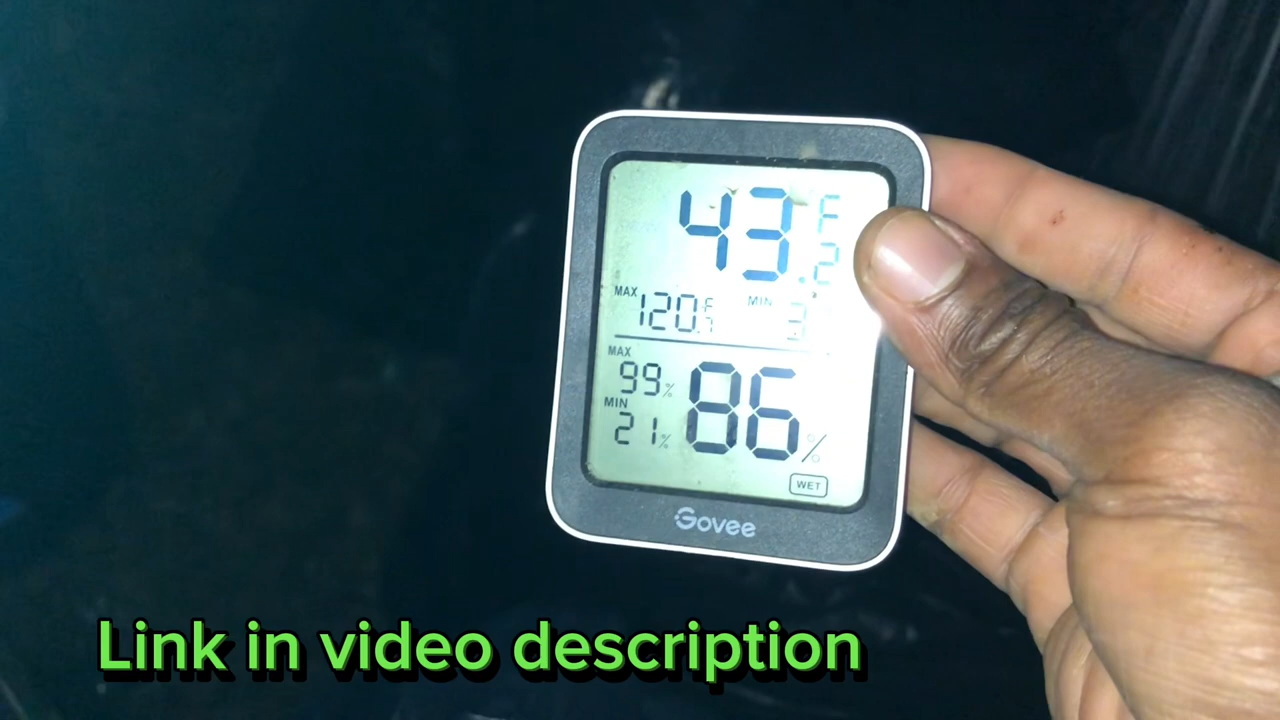 43.2 F
MAX 120.7 F MIN 3
MAX 99%
86%
MIN 21%
WET
Govee
Link in video description